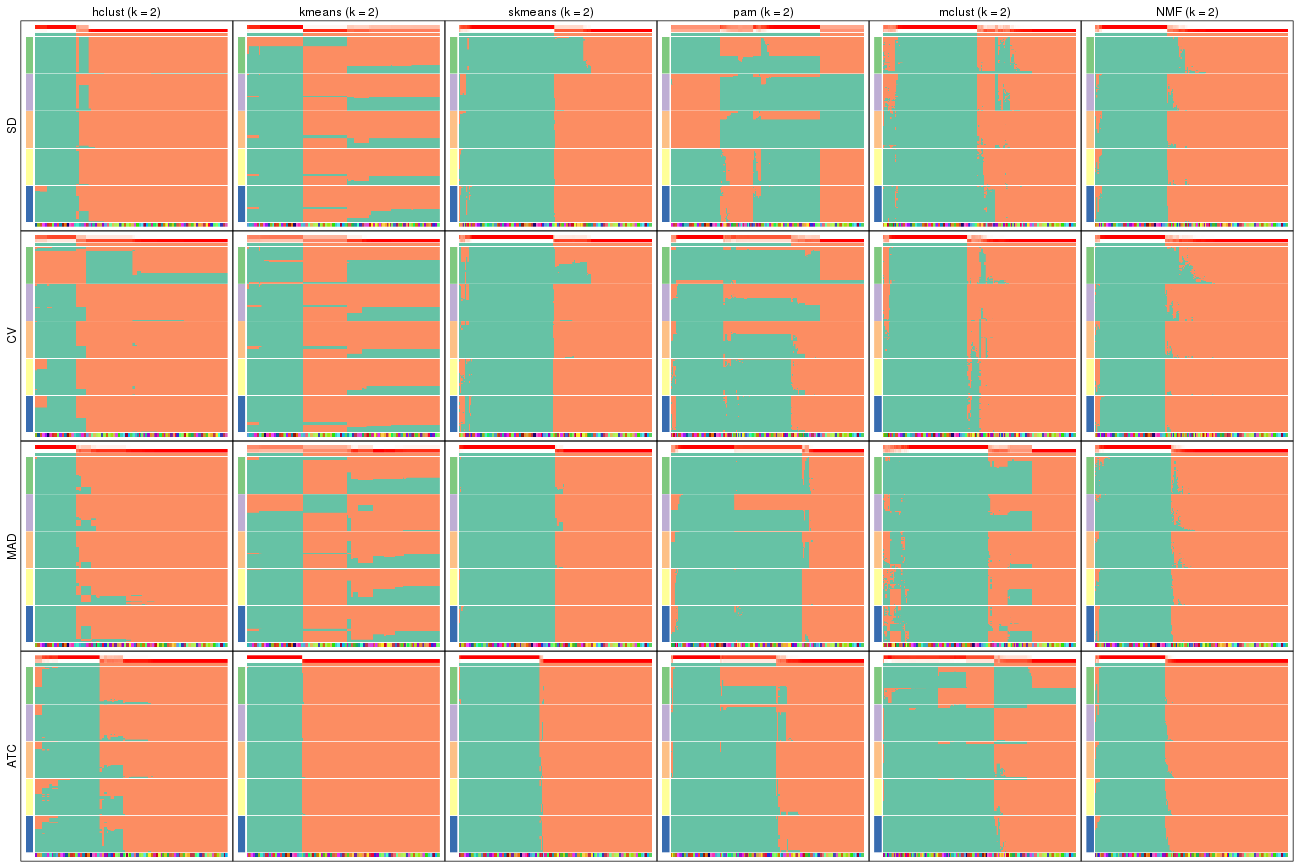 hclust (k = 2) kmeans (k = 2) skmeans (k = 2) pam (k = 2) mclust (k = 2) NMF (k = 2)
SD
CV
MAD
ATC